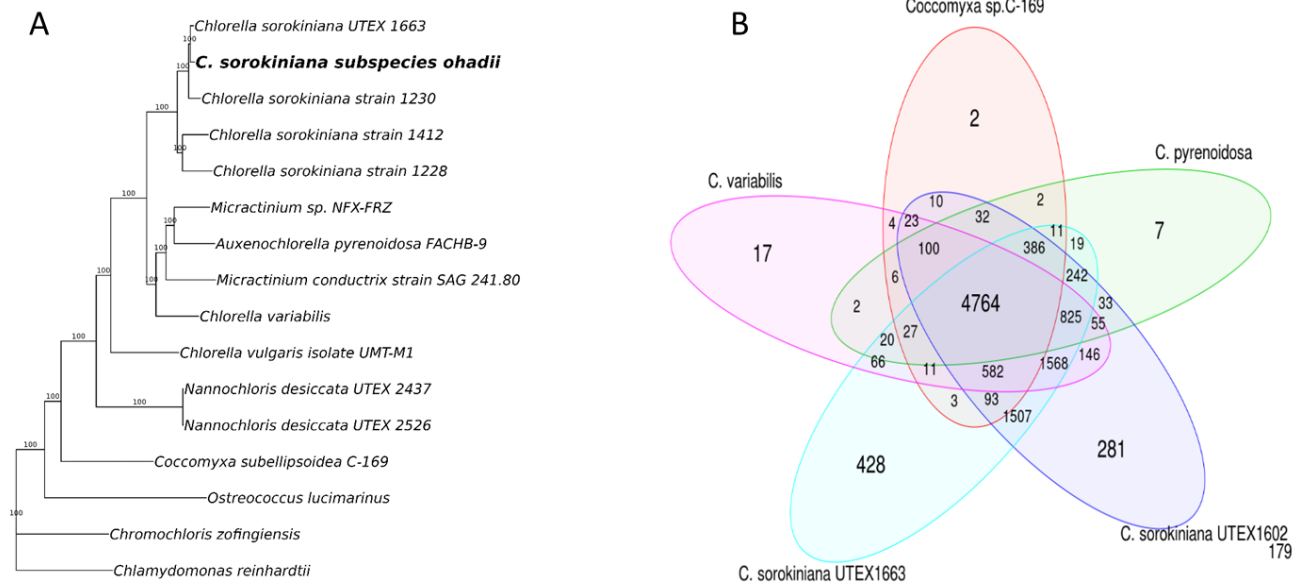 A
Chlorella sorokiniana UTEX 1663
C. sorokiniana subspecies ohadii
Chlorella sorokiniana strain 1230
Chlorella sorokiniana strain 1412
Chlorella sorokiniana strain 1228
Micractinium sp. NFX-FRZ
Auxenochlorella pyrenoidosa FACHB-9
Micractinium conductrix strain SAG 241.80
Chlorella variabilis
Chlorella vulgaris isolate UMT-M1
Nannochloris desiccata UTEX 2437
Nannochloris desiccata UTEX 2526
Coccomyxa subellipsoidea C-169
Ostreococcus lucimarinus
Chromochloris zofingiensis
Chlamydomonas reinhardtii
100
100
100
100
100
100
100
100
100
100
100
100
100
100
B
Coccomyxa sp.C-169
C. pyrenoidosa
C. variabilis
2
10
32
2
4
23
11
19
7
17
100
386
242
6
4764
33
2
825
55
20
27
66
11
582
1568
146
3
93
1507
428
281
C. sorokiniana UTEX1602
179
C. sorokiniana UTEX1663